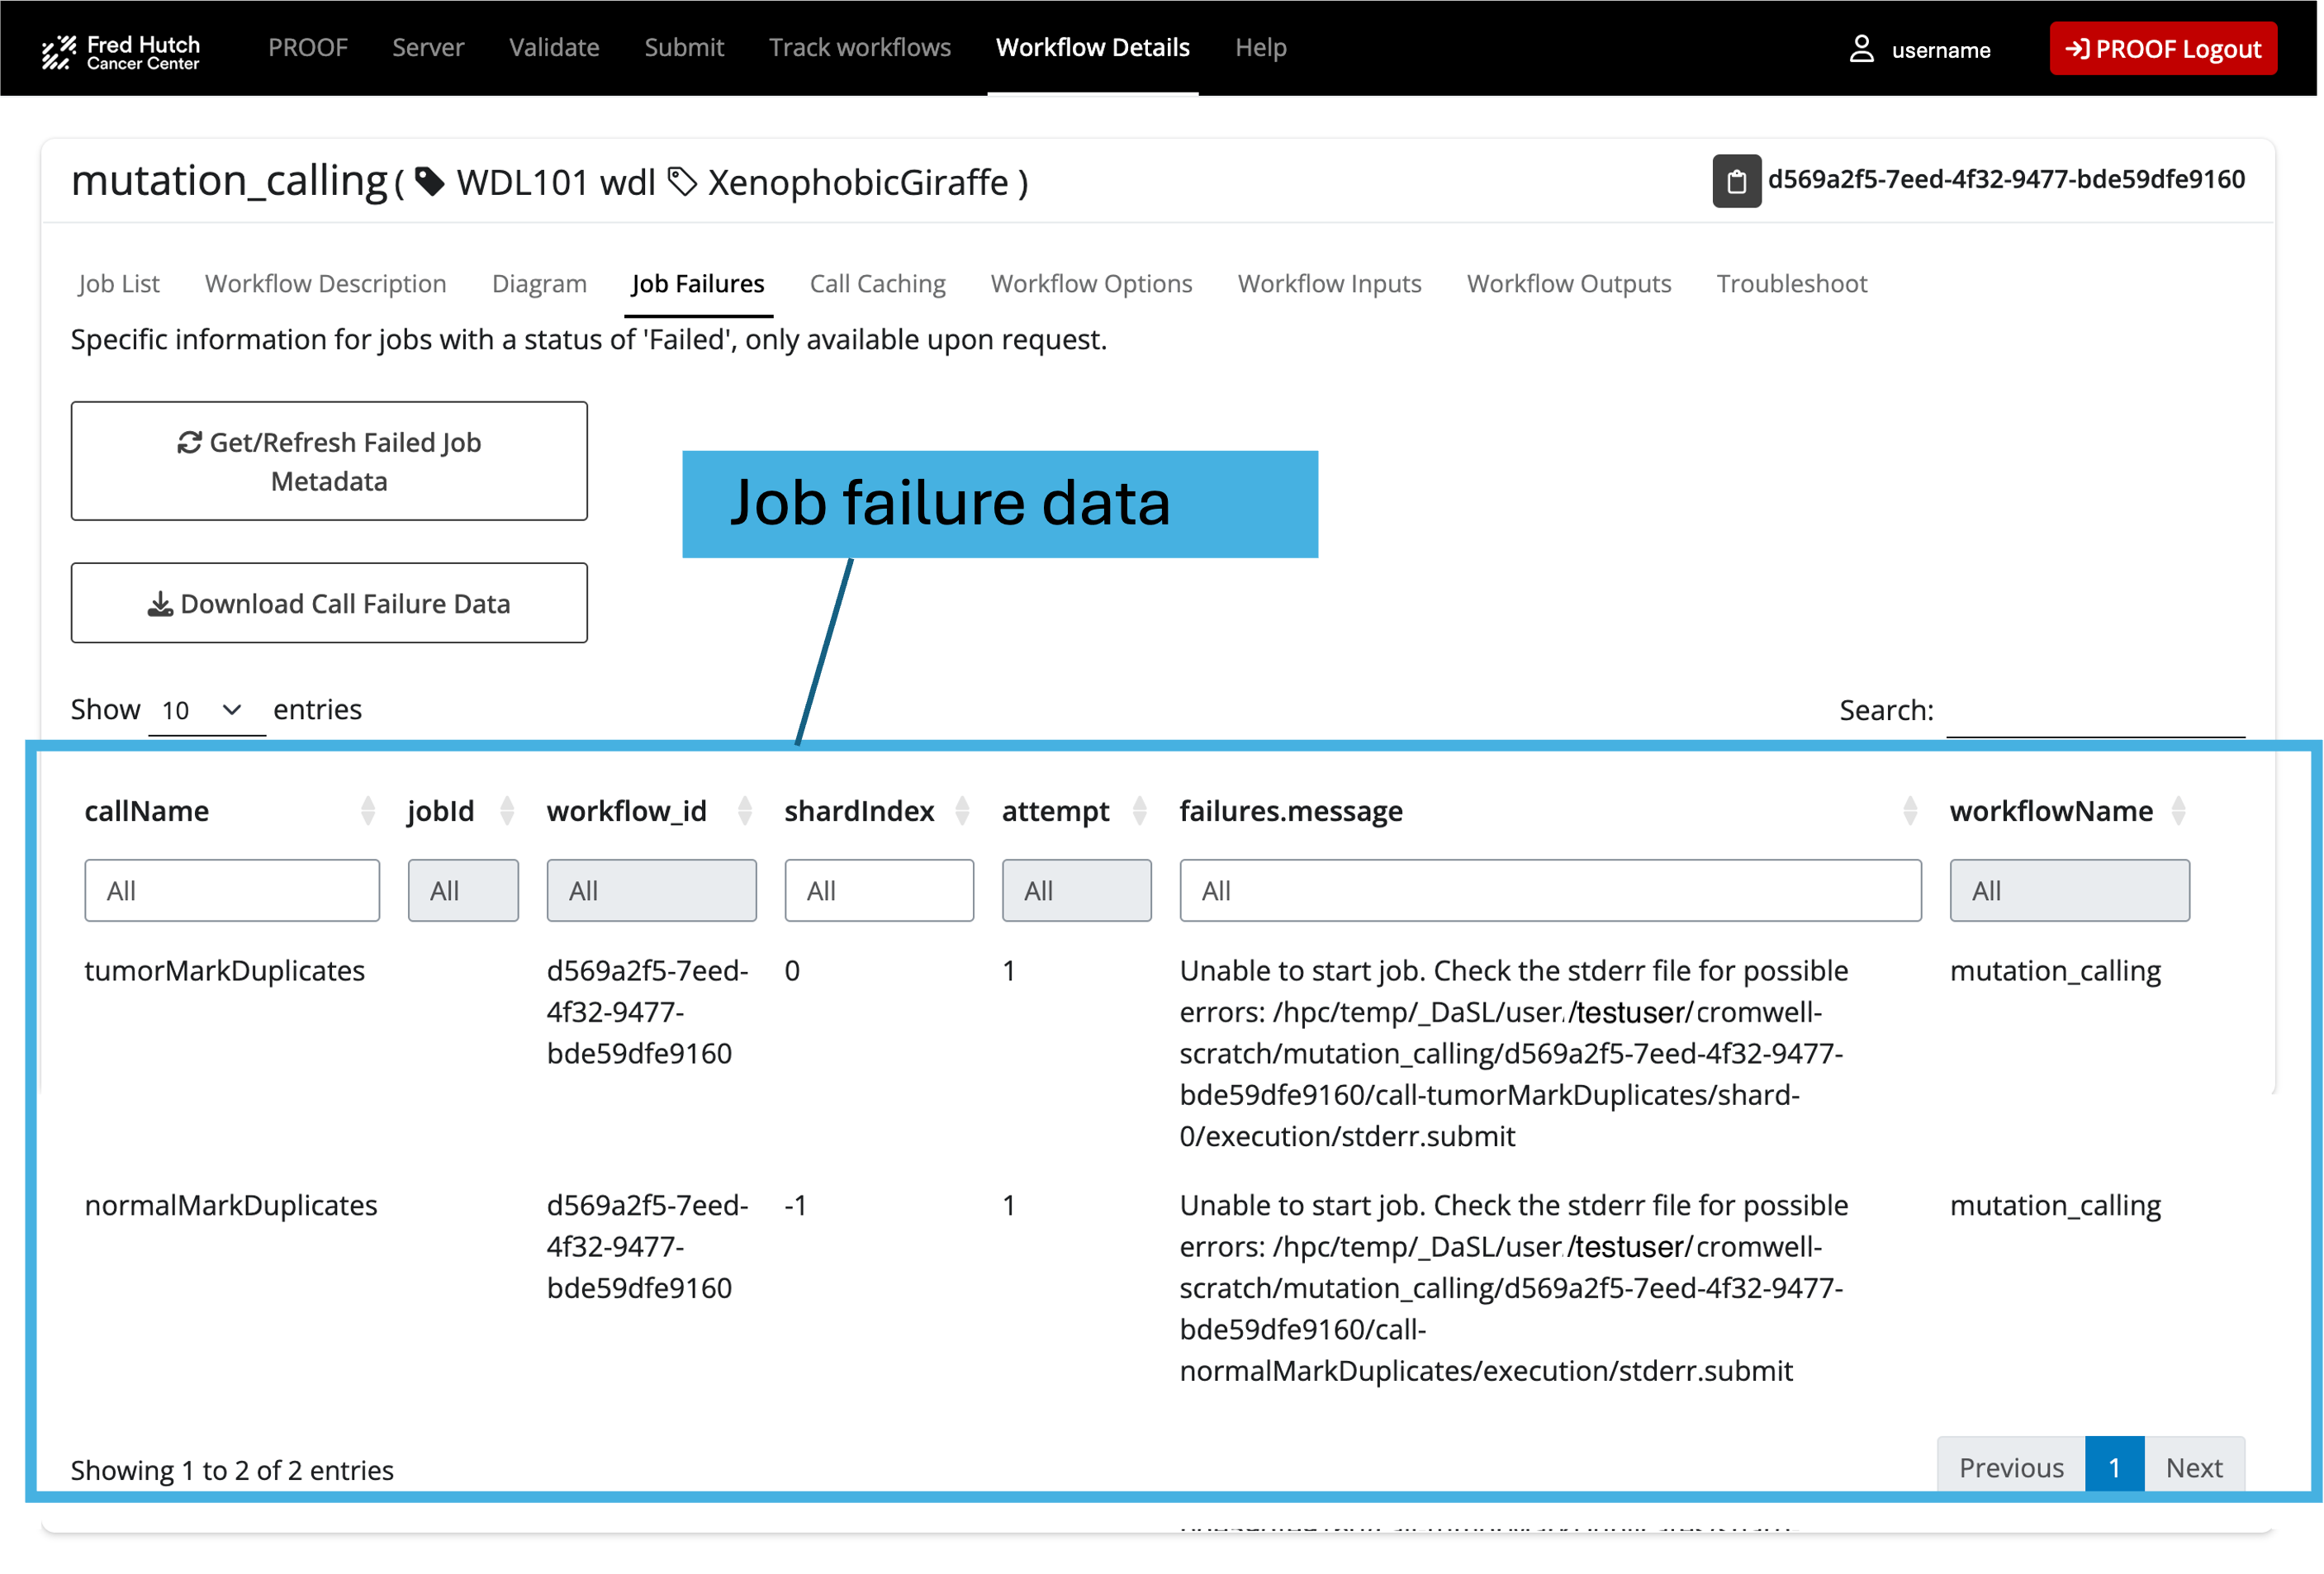 Fred Hutch
Cancer Center
PROOF
Server
Validate
Submit
Track workflows
Workflow Details
Help
username
PROOF Logout
mutation_calling ( WDL101 wdl XenophobicGiraffe )
d569a2f5-7eed-4f32-9477-bde59dfe9160
Job List
Workflow Description
Diagram
Job Failures
Call Caching
Workflow Options
Workflow Inputs
Workflow Outputs
Troubleshoot
Specific information for jobs with a status of 'Failed', only available upon request.
Get/Refresh Failed Job
Metadata
Job failure data
Download Call Failure Data
Show 10 entries
Search:
callName
jobId
workflow_id
shardIndex
attempt
failures.message
workflowName
All
All
All
All
All
All
All
tumorMarkDuplicates
d569a2f5-7eed-
4f32-9477-
bde59dfe9160
0
1
Unable to start job. Check the stderr file for possible
errors: /hpc/temp/_DaSL/user./testuser/cromwell-
scratch/mutation_calling/d569a2f5-7eed-4f32-9477-
bde59dfe9160/call-tumorMarkDuplicates/shard-
0/execution/stderr.submit
mutation_calling
normalMarkDuplicates
d569a2f5-7eed-
4f32-9477-
bde59dfe9160
-1
1
Unable to start job. Check the stderr file for possible
errors: /hpc/temp/_DaSL/user./testuser/cromwell-
scratch/mutation_calling/d569a2f5-7eed-4f32-9477-
bde59dfe9160/call-
normalMarkDuplicates/execution/stderr.submit
mutation_calling
Showing 1 to 2 of 2 entries
Previous
1
Next